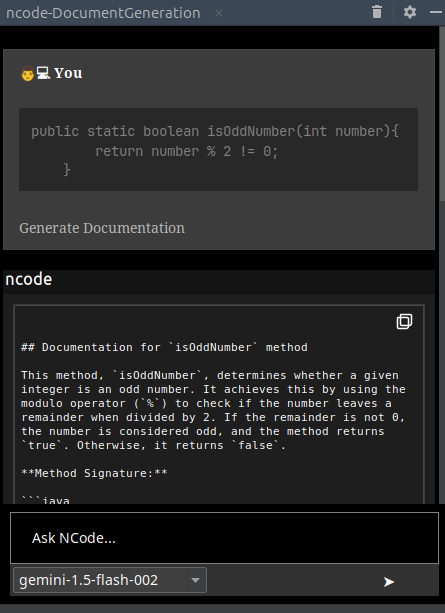 ncode-DocumentGeneration
You
public static boolean isOddNumber(int number){
        return number % 2 != 0;
    }
Generate Documentation
ncode
## Documentation for `isOddNumber` method
This method, `isOddNumber`, determines whether a given
integer is an odd number. It achieves this by using the
modulo operator (`%`) to check if the number leaves a
remainder when divided by 2. If the remainder is not 0,
the number is considered odd, and the method returns
`true`. Otherwise, it returns `false`.
**Method Signature:**
```java
Ask NCode...
gemini-1.5-flash-002